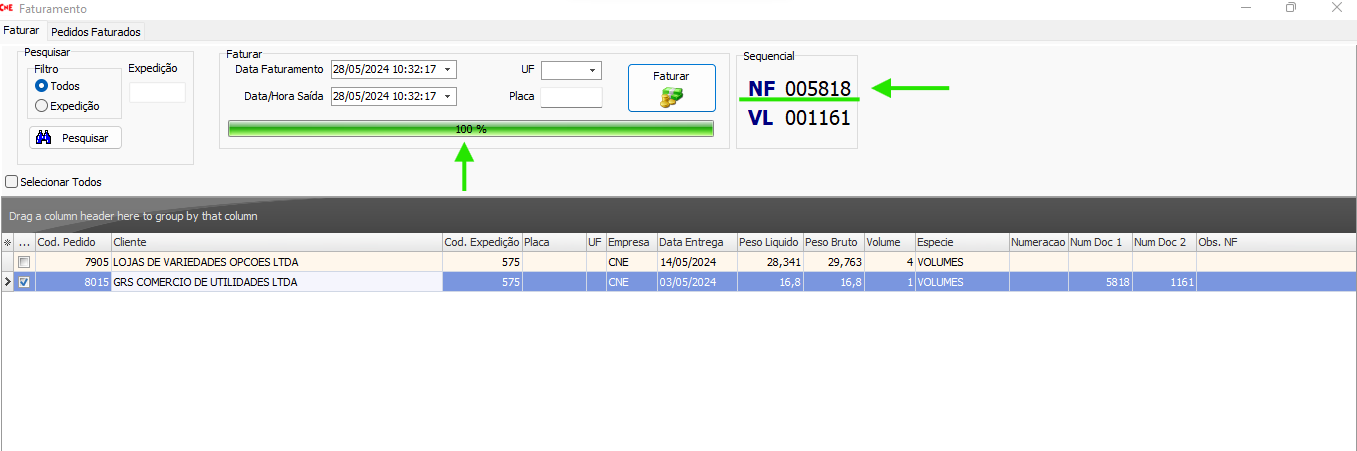 CNE Faturamento
Faturar Pedidos Faturados
Pesquisar
Filtro
Todos
Expedição
Expedição
Pesquisar
Faturar
Data Faturamento 28/05/2024 10:32:17
UF
Data/Hora Saída 28/05/2024 10:32:17
Placa
Faturar
100 %
Sequencial
NF 005818
VL 001161
Selecionar Todos
Drag a column header here to group by that column
... Cod. Pedido Cliente Cod. Expedição Placa UF Empresa Data Entrega Peso Liquido Peso Bruto Volume Especie Numeracao Num Doc 1 Num Doc 2 Obs. NF
7905 LOJAS DE VARIEDADES OPCOES LTDA 575 CNE 14/05/2024 28,341 29,763 4 VOLUMES
8015 GRS COMERCIO DE UTILIDADES LTDA 575 CNE 03/05/2024 16,8 16,8 1 VOLUMES 5818 1161